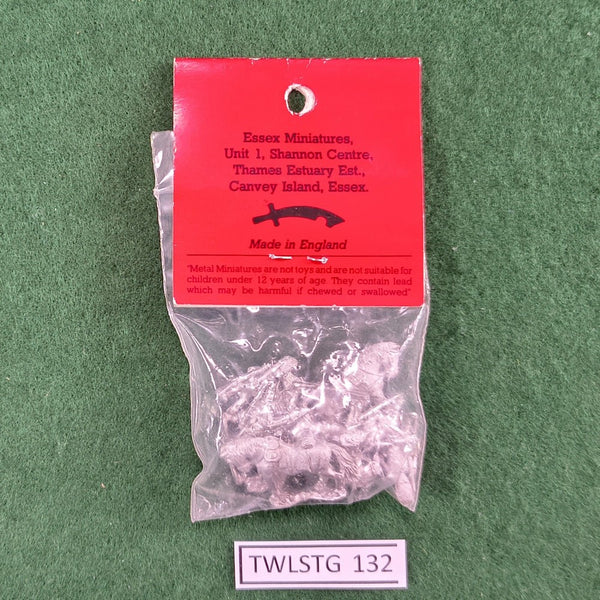 Essex Miniatures,
Unit 1, Shannon Centre,
Thames Estuary Est.,
Canvey Island, Essex.
Made in England
"Metal Miniatures are not toys and are not suitable for
children under 12 years of age. They contain lead
which may be harmful if chewed or swallowed"
TWLSTG 132